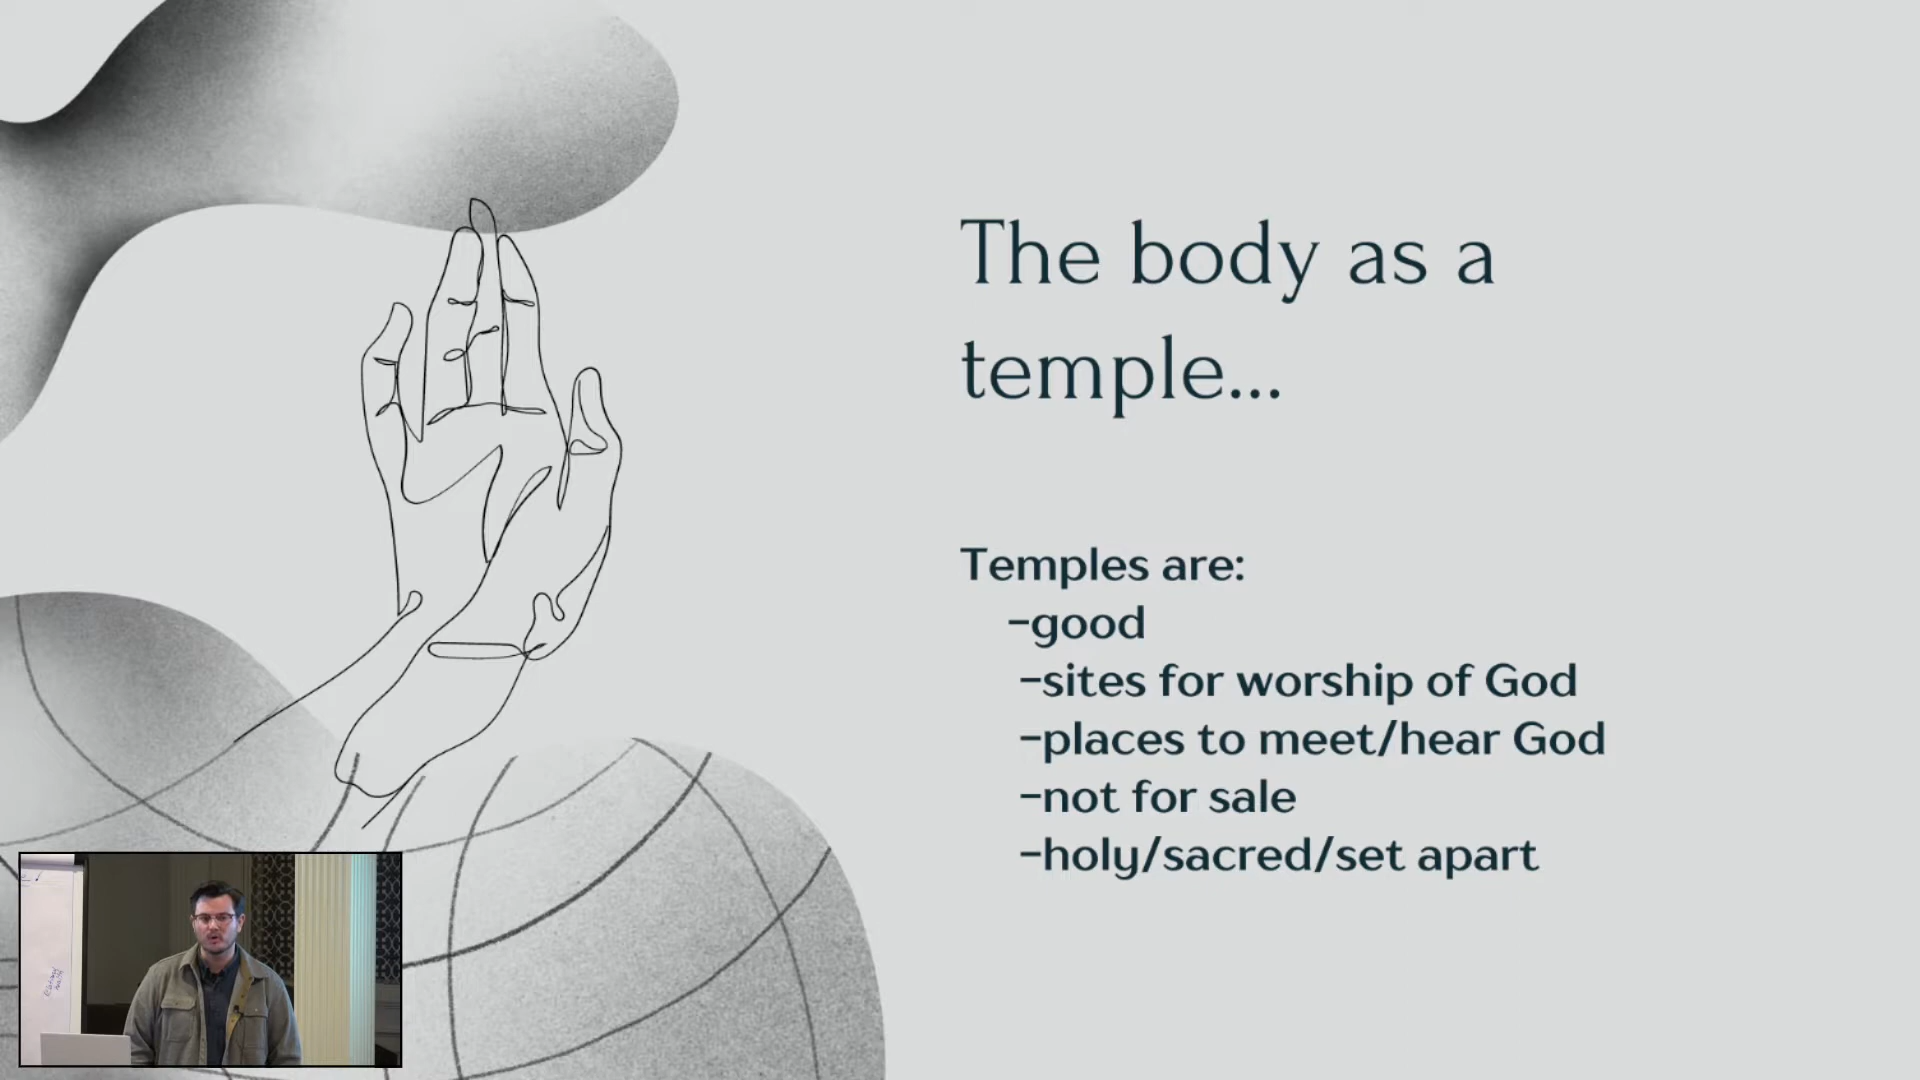 The body as a
temple...
Temples are:
-good
-sites for worship of God
-places to meet/hear God
-not for sale
-holy/sacred/set apart